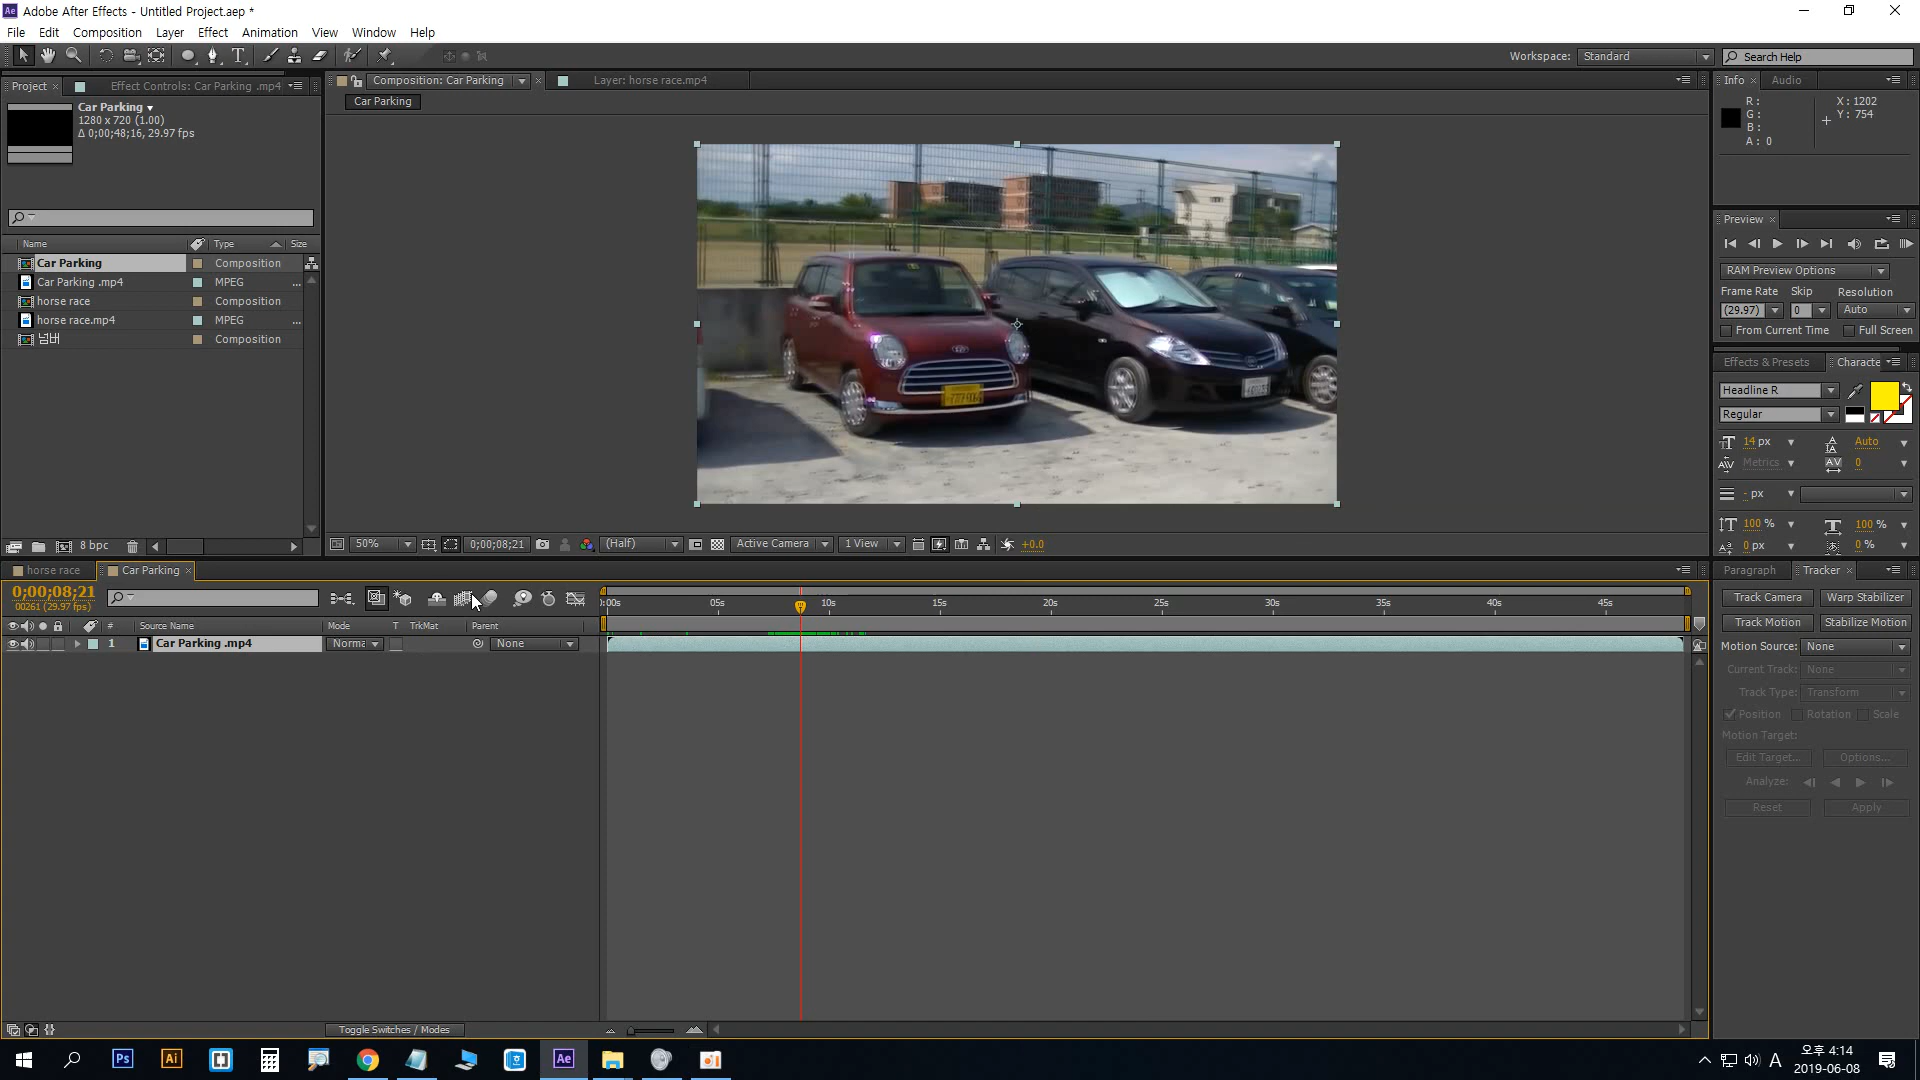 Adobe After Effects - Untitled Project.aep *
File Edit Composition Layer Effect Animation View Window Help
Workspace: Standard Search Help
Project Effect Controls: Car Parking .mp4
Composition: Car Parking Layer: horse race.mp4
Info Audio
Car Parking
1280 x 720 (1.00)
Δ 0;00;48;16, 29.97 fps
Car Parking
R :
G :
B :
A : 0
X : 1202
Y : 754
Preview
RAM Preview Options
Frame Rate Skip Resolution
(29.97) 0 Auto
From Current Time Full Screen
Name Type Size
Car Parking Composition
Car Parking .mp4 MPEG ...
horse race Composition
horse race.mp4 MPEG ...
넘버 Composition
Effects & Presets Characte
Headline R
Regular
14 px Auto
Metrics 0
- px
100 % 100 %
0 px 0 %
8 bpc
50% 0;00;08;21 (Half) Active Camera 1 View +0.0
horse race Car Parking
0;00;08;21
00261 (29.97 fps)
):00s 05s 10s 15s 20s 25s 30s 35s 40s 45s
# Source Name Mode T TrkMat Parent
1 Car Parking .mp4 Norma None
Toggle Switches / Modes
Paragraph Tracker
Track Camera Warp Stabilizer
Track Motion Stabilize Motion
Motion Source: None
Current Track: None
Track Type: Transform
Position Rotation Scale
Motion Target:
Edit Target... Options...
Analyze:
Reset Apply
Ps Ai Ae A
오후 4:14
2019-06-08